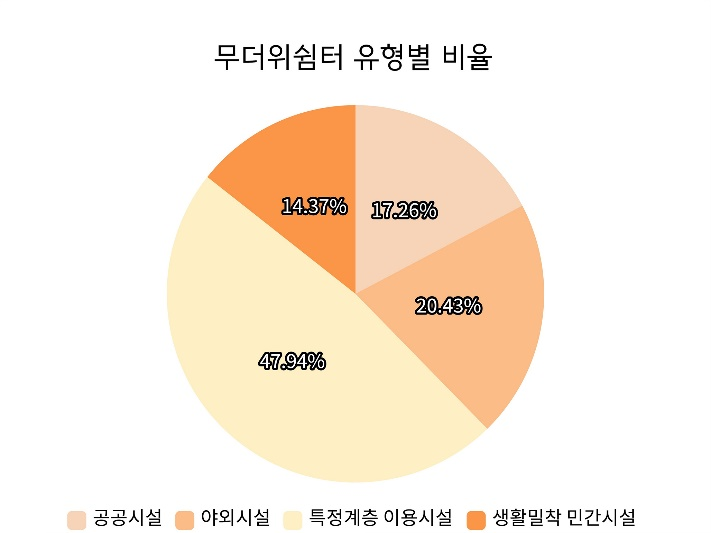 무더위쉼터 유형별 비율
14.37%
17.26%
20.43%
47.94%
공공시설 야외시설 특정계층 이용시설 생활밀착 민간시설